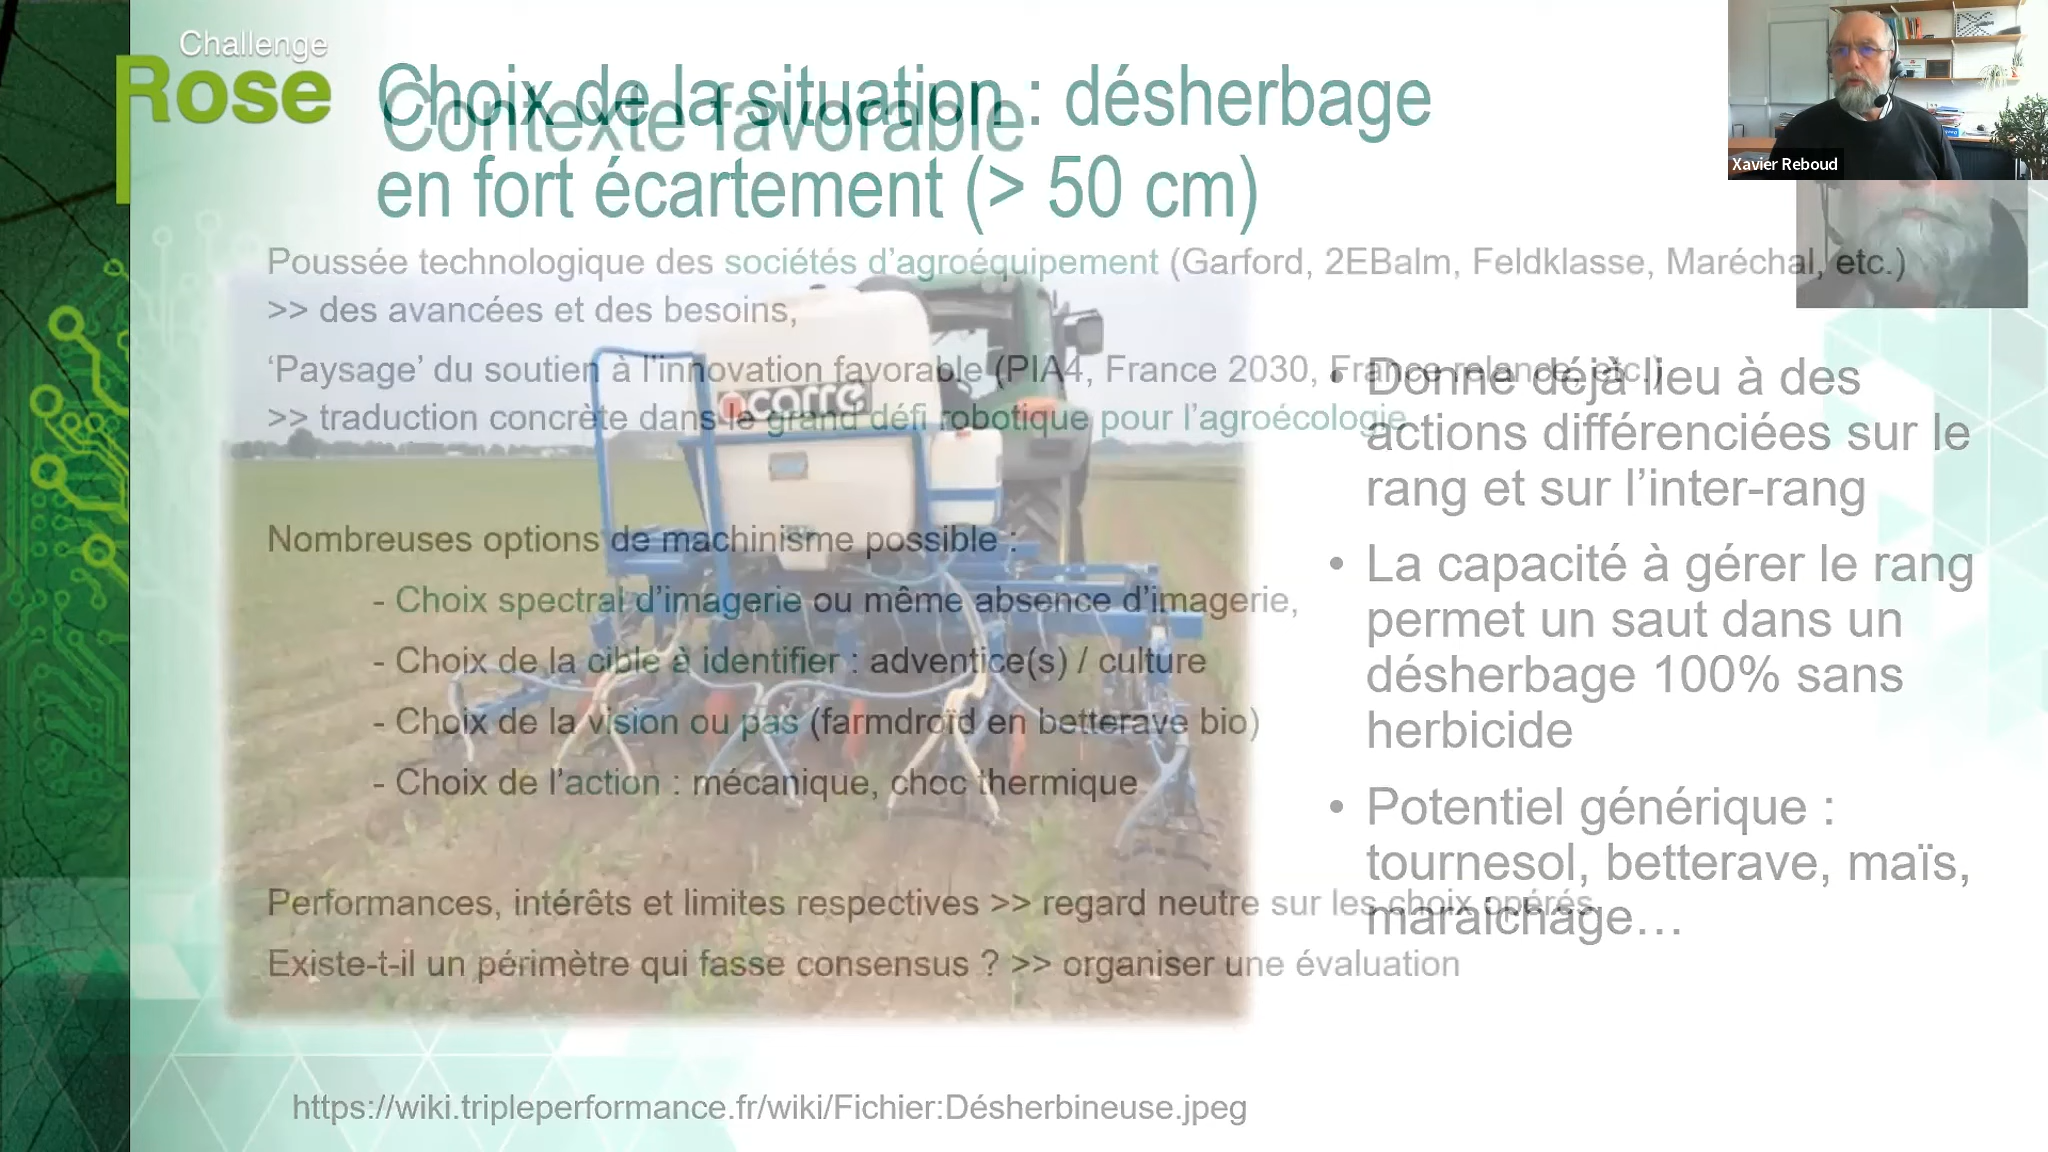 Challenge
Rose
Choix de la situation : désherbage
en fort écartement (> 50 cm)
Contexte favorable
Xavier Reboud
Poussée technologique des sociétés d’agroéquipement (Garford, 2EBalm, Feldklasse, Maréchal, etc.)
>> des avancées et des besoins,
‘Paysage’ du soutien à l’innovation favorable (PIA4, France 2030, France relance, etc.)
>> traduction concrète dans le grand défi robotique pour l’agroécologie
carre
Nombreuses options de machinisme possible :
- Choix spectral d’imagerie ou même absence d’imagerie,
- Choix de la cible à identifier : adventice(s) / culture
- Choix de la vision ou pas (farmdroïd en betterave bio)
- Choix de l’action : mécanique, choc thermique
Performances, intérêts et limites respectives >> regard neutre sur les choix opérés
Existe-t-il un périmètre qui fasse consensus ? >> organiser une évaluation
• Donne déjà lieu à des
actions différenciées sur le
rang et sur l’inter-rang
• La capacité à gérer le rang
permet un saut dans un
désherbage 100% sans
herbicide
• Potentiel générique :
tournesol, betterave, maïs,
maraichage…
https://wiki.tripleperformance.fr/wiki/Fichier:Désherbineuse.jpeg